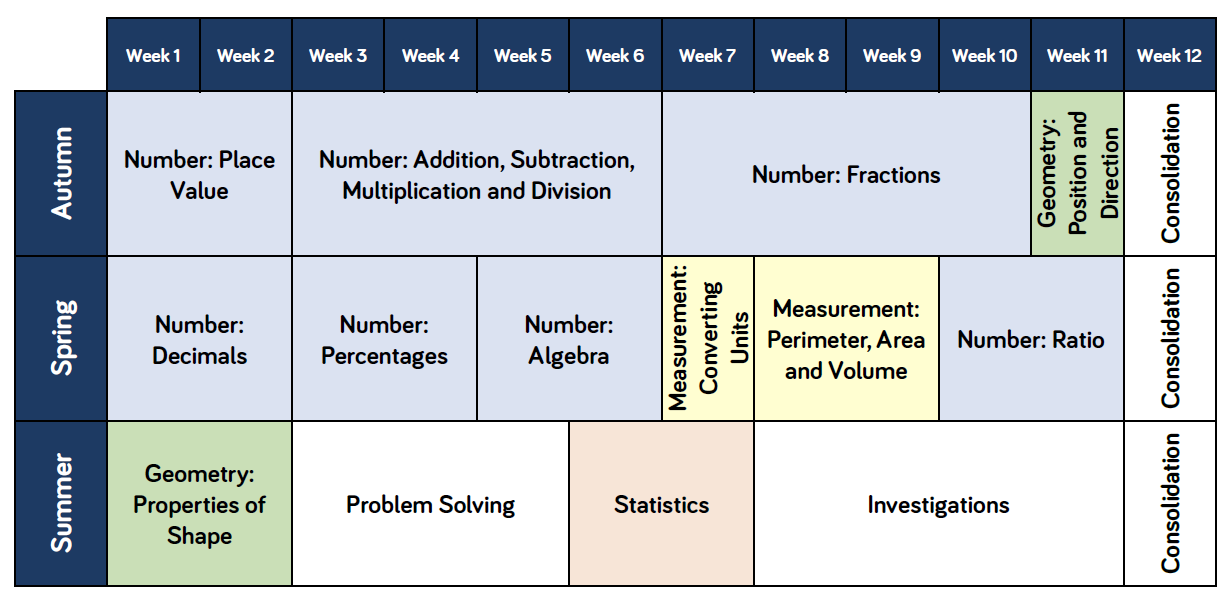 Week 1 Week 2 Week 3 Week 4 Week 5 Week 6 Week 7 Week 8 Week 9 Week 10 Week 11 Week 12
Autumn
Number: Place
Value
Number: Addition, Subtraction,
Multiplication and Division
Number: Fractions
Geometry:
Position and
Direction
Consolidation
Spring
Number:
Decimals
Number:
Percentages
Number:
Algebra
Measurement:
Converting
Units
Measurement:
Perimeter, Area
and Volume
Number: Ratio
Consolidation
Summer
Geometry:
Properties of
Shape
Problem Solving
Statistics
Investigations
Consolidation